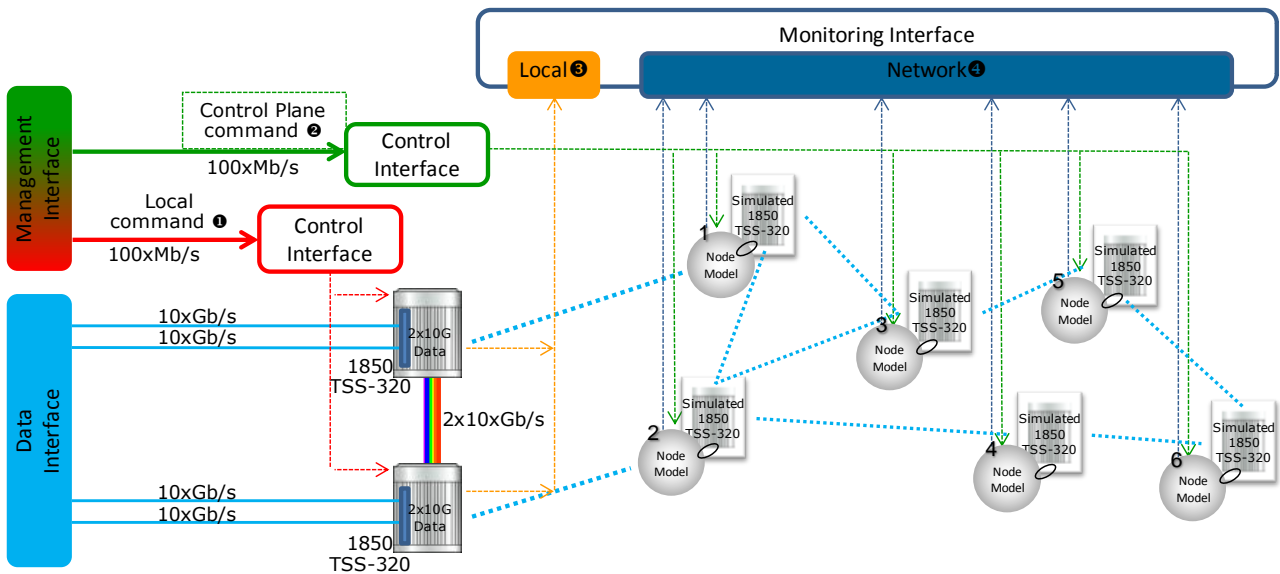 Monitoring Interface
Local❸
Network❹
Management
Interface
Control Plane
command ❷
100xMb/s
Control
Interface
Local
command ❶
100xMb/s
Control
Interface
Data
Interface
10xGb/s
10xGb/s
2x10G
Data
1850
TSS-320
2x10xGb/s
10xGb/s
10xGb/s
2x10G
Data
1850
TSS-320
1
Node
Model
Simulated
1850
TSS-320
2
Node
Model
Simulated
1850
TSS-320
3
Node
Model
Simulated
1850
TSS-320
4
Node
Model
Simulated
1850
TSS-320
5
Node
Model
Simulated
1850
TSS-320
6
Node
Model
Simulated
1850
TSS-320